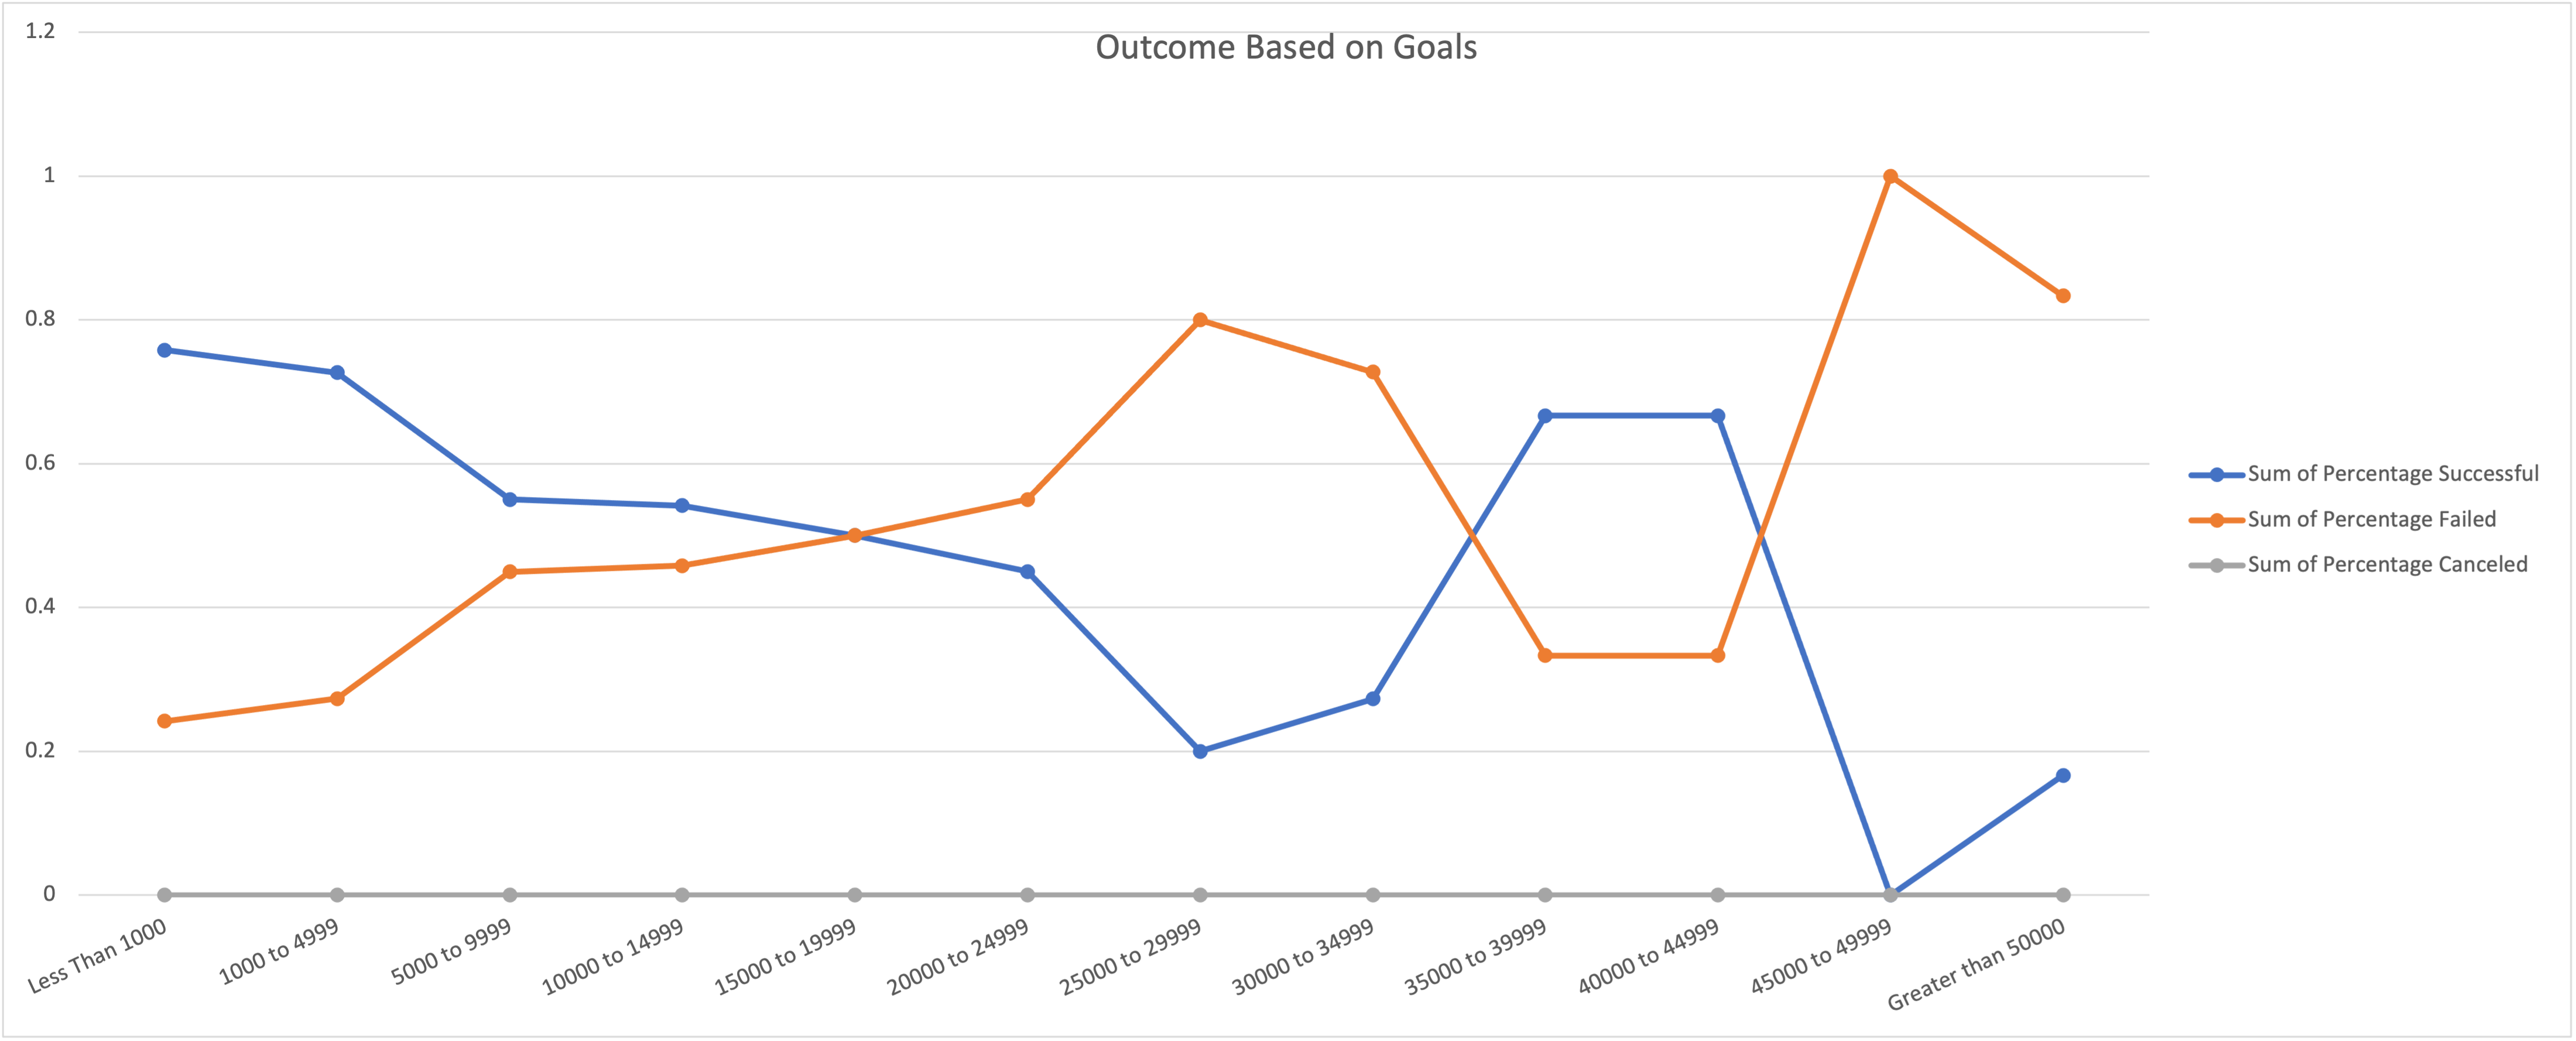 Outcome Based on Goals
1.2
1
0.8
0.6
0.4
0.2
0
Less Than 1000
1000 to 4999
5000 to 9999
10000 to 14999
15000 to 19999
20000 to 24999
25000 to 29999
30000 to 34999
35000 to 39999
40000 to 44999
45000 to 49999
Greater than 50000
Sum of Percentage Successful
Sum of Percentage Failed
Sum of Percentage Canceled